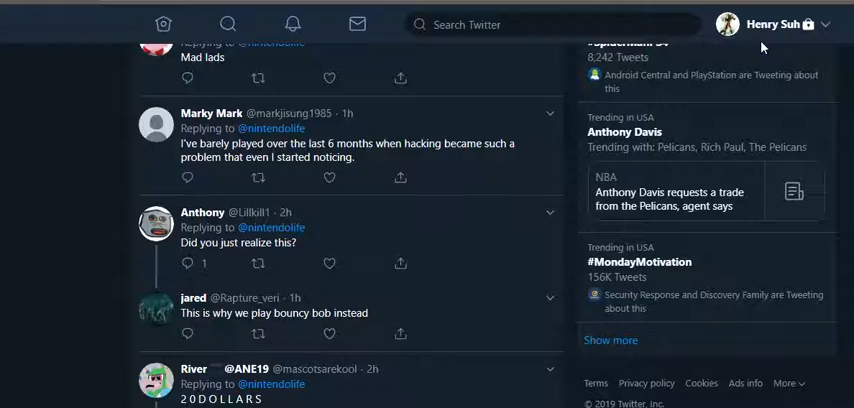 Search Twitter
Henry Suh
Replying to @nintendolife
Mad lads
Marky Mark @markjisung1985 · 1h
Replying to @nintendolife
I've barely played over the last 6 months when hacking became such a
problem that even I started noticing.
Anthony @Lillkill1 · 2h
Replying to @nintendolife
Did you just realize this?
1
jared @Rapture_veri · 1h
This is why we play bouncy bob instead
River @ANE19 @mascotsarekool · 2h
Replying to @nintendolife
2 0 D O L L A R S
8,242 Tweets
Android Central and PlayStation are Tweeting about
this
Trending in USA
Anthony Davis
Trending with: Pelicans, Rich Paul, The Pelicans
NBA
Anthony Davis requests a trade
from the Pelicans, agent says
Trending in USA
#MondayMotivation
156K Tweets
Security Response and Discovery Family are Tweeting
about this
Show more
Terms Privacy policy Cookies Ads info More
© 2019 Twitter, Inc.